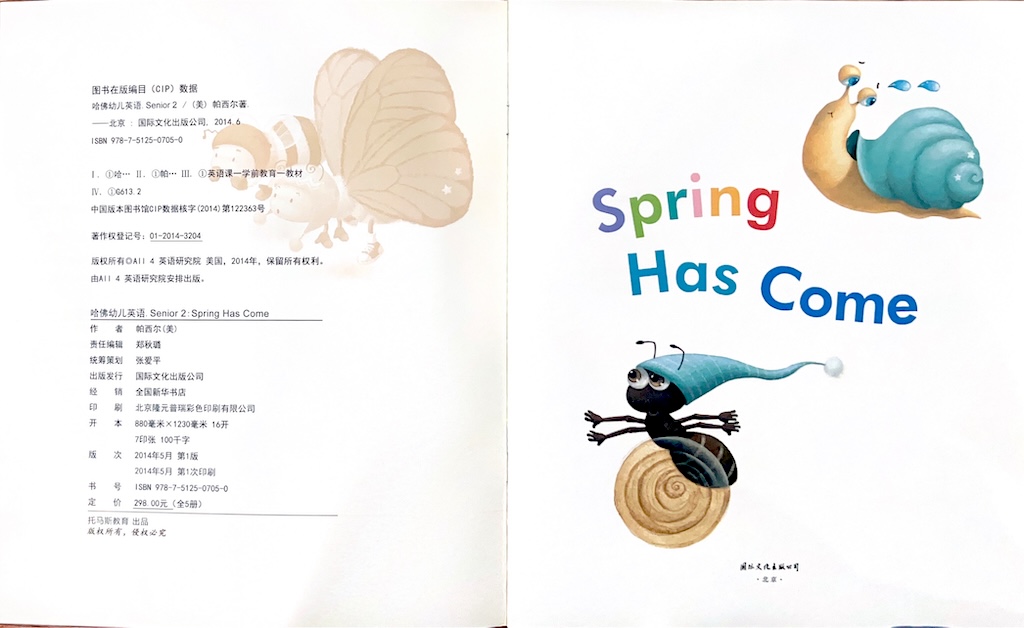 图书在版编目（CIP）数据
哈佛幼儿英语. Senior 2 /（美）帕西尔著.
——北京 : 国际文化出版公司, 2014.6
ISBN 978-7-5125-0705-0
Ⅰ. ①哈… Ⅱ. ①帕… Ⅲ. ①英语课—学前教育—教材
Ⅳ. ①G613.2
中国版本图书馆CIP数据核字(2014)第122363号
著作权登记号: 01-2014-3204
版权所有©All 4 英语研究院 美国, 2014年, 保留所有权利。
由All 4 英语研究院安排出版。
哈佛幼儿英语. Senior 2: Spring Has Come
作 者 帕西尔(美)
责任编辑 郑秋璐
统筹策划 张爱平
出版发行 国际文化出版公司
经 销 全国新华书店
印 刷 北京隆元普瑞彩色印刷有限公司
开 本 880毫米×1230毫米 16开
7印张 100千字
版 次 2014年5月 第1版
2014年5月 第1次印刷
书 号 ISBN 978-7-5125-0705-0
定 价 298.00元（全5册）
托马斯教育 出品
版权所有, 侵权必究
Spring
Has Come
国际文化出版公司
·北京·